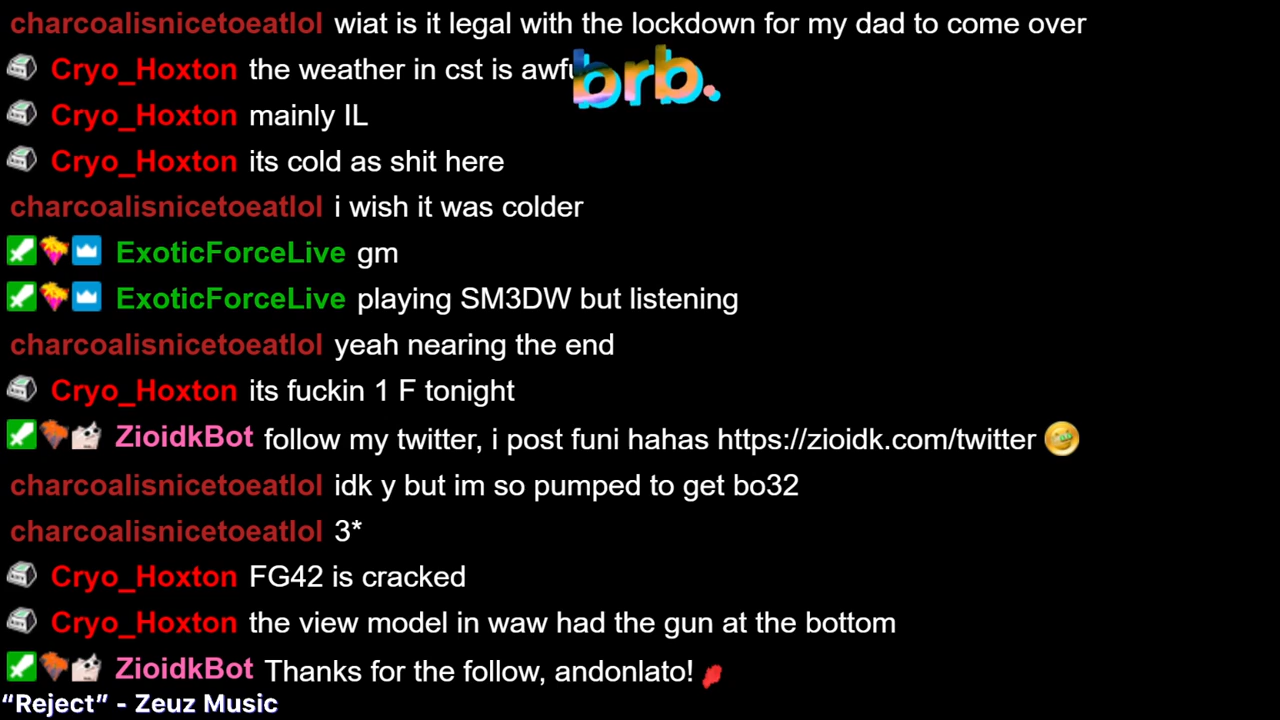 charcoalisnicetoeatlol wiat is it legal with the lockdown for my dad to come over
Cryo_Hoxton the weather in cst is awfu
brb.
Cryo_Hoxton mainly IL
Cryo_Hoxton its cold as shit here
charcoalisnicetoeatlol i wish it was colder
ExoticForceLive gm
ExoticForceLive playing SM3DW but listening
charcoalisnicetoeatlol yeah nearing the end
Cryo_Hoxton its fuckin 1 F tonight
ZioidkBot follow my twitter, i post funi hahas https://zioidk.com/twitter
charcoalisnicetoeatlol idk y but im so pumped to get bo32
charcoalisnicetoeatlol 3*
Cryo_Hoxton FG42 is cracked
Cryo_Hoxton the view model in waw had the gun at the bottom
ZioidkBot Thanks for the follow, andonlato!
“Reject” - Zeuz Music